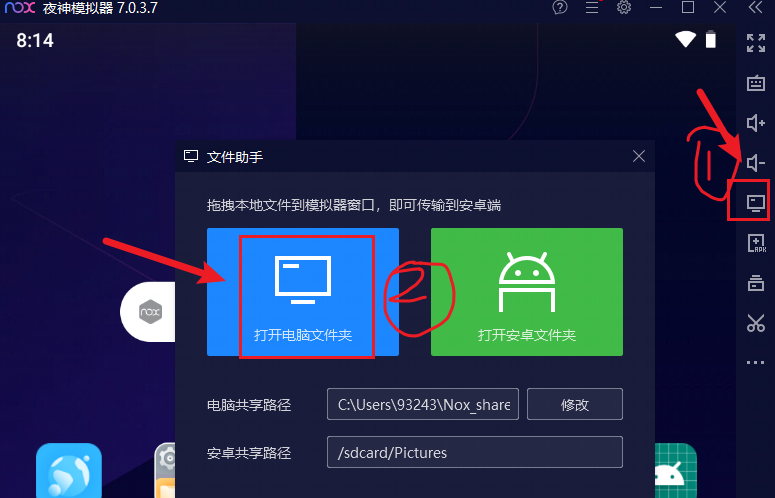 nox 夜神模拟器 7.0.3.7
8:14
1
文件助手
拖拽本地文件到模拟器窗口，即可传输到安卓端
2
打开电脑文件夹
打开安卓文件夹
nox
APK
电脑共享路径 C:\Users\93243\Nox_share 修改
安卓共享路径 /sdcard/Pictures